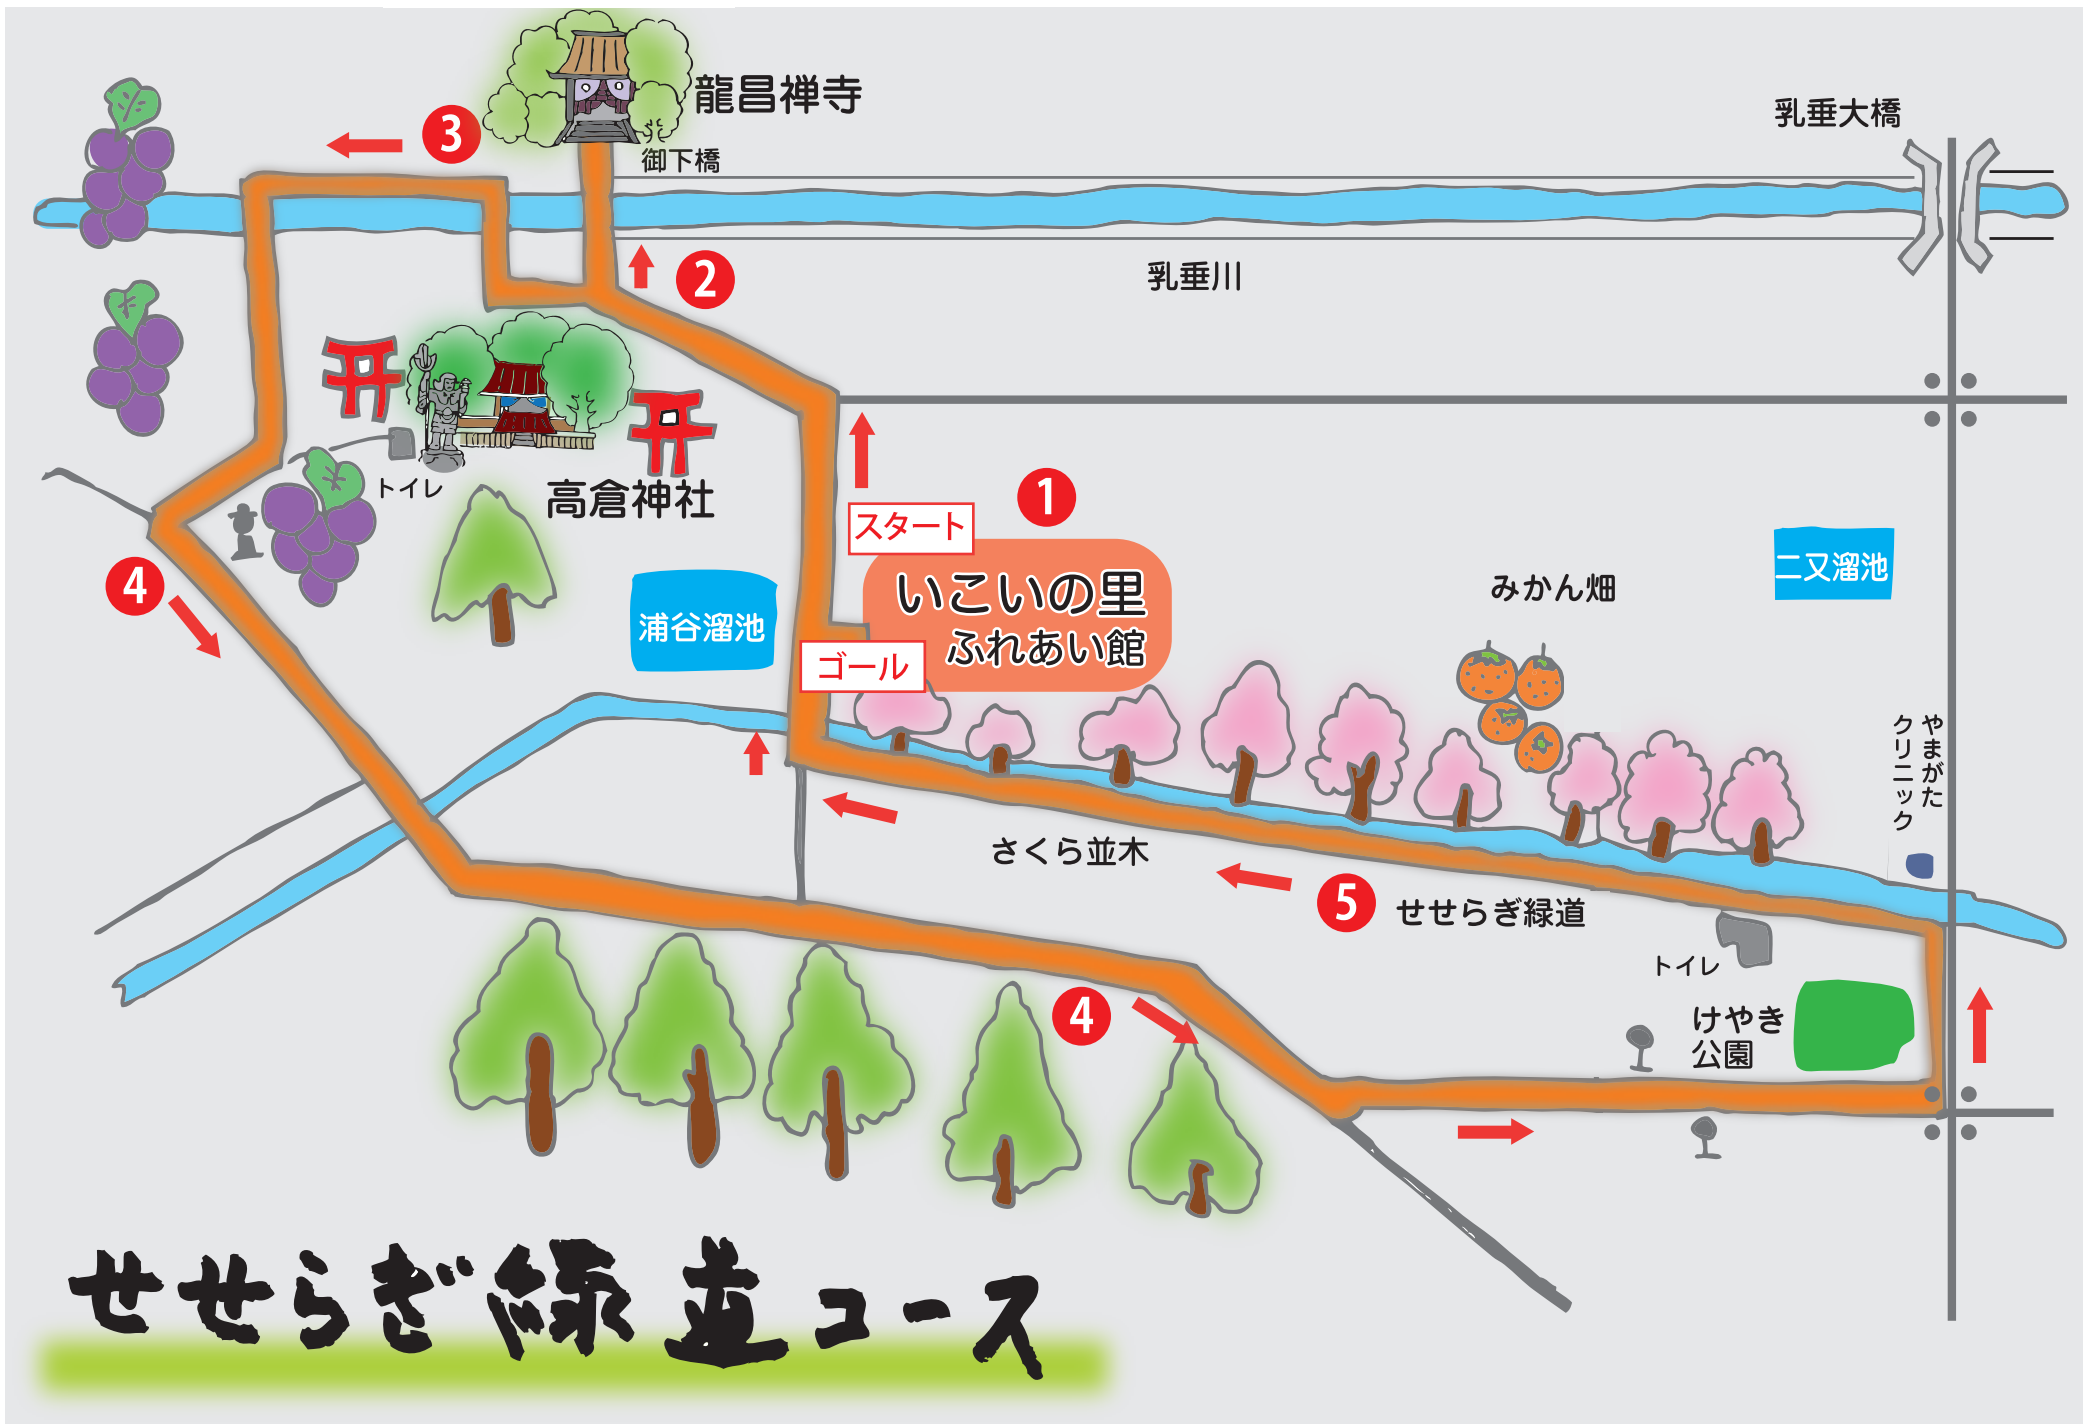 龍昌禅寺
乳垂大橋
3
御下橋
2
乳垂川
トイレ
高倉神社
1
スタート
いこいの里
ふれあい館
ゴール
二又溜池
みかん畑
4
浦谷溜池
やまがた
クリニック
さくら並木
5
せせらぎ緑道
トイレ
4
けやき
公園
せせらぎ緑道コース